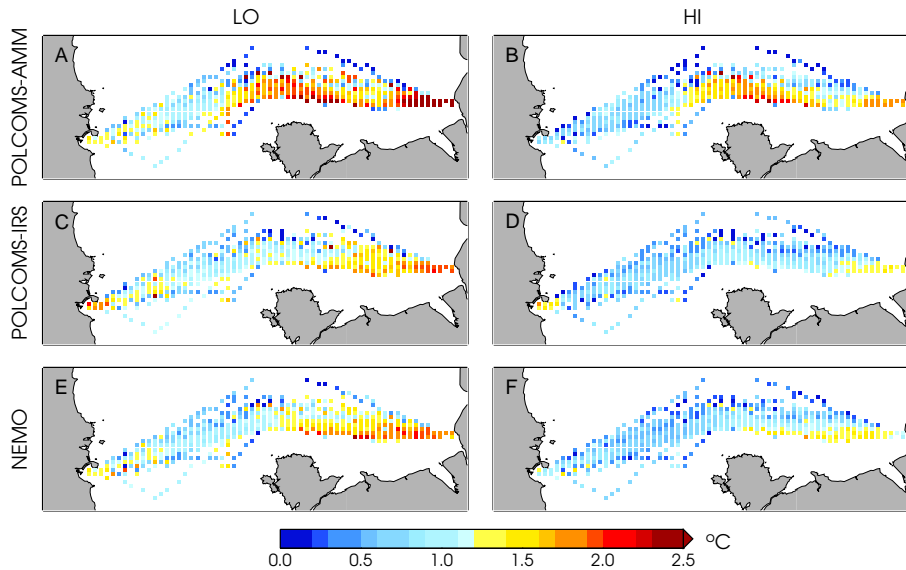 LO HI
POLCOMS-AMM
A B
POLCOMS-IRS
C D
NEMO
E F
0.0 0.5 1.0 1.5 2.0 2.5 °C